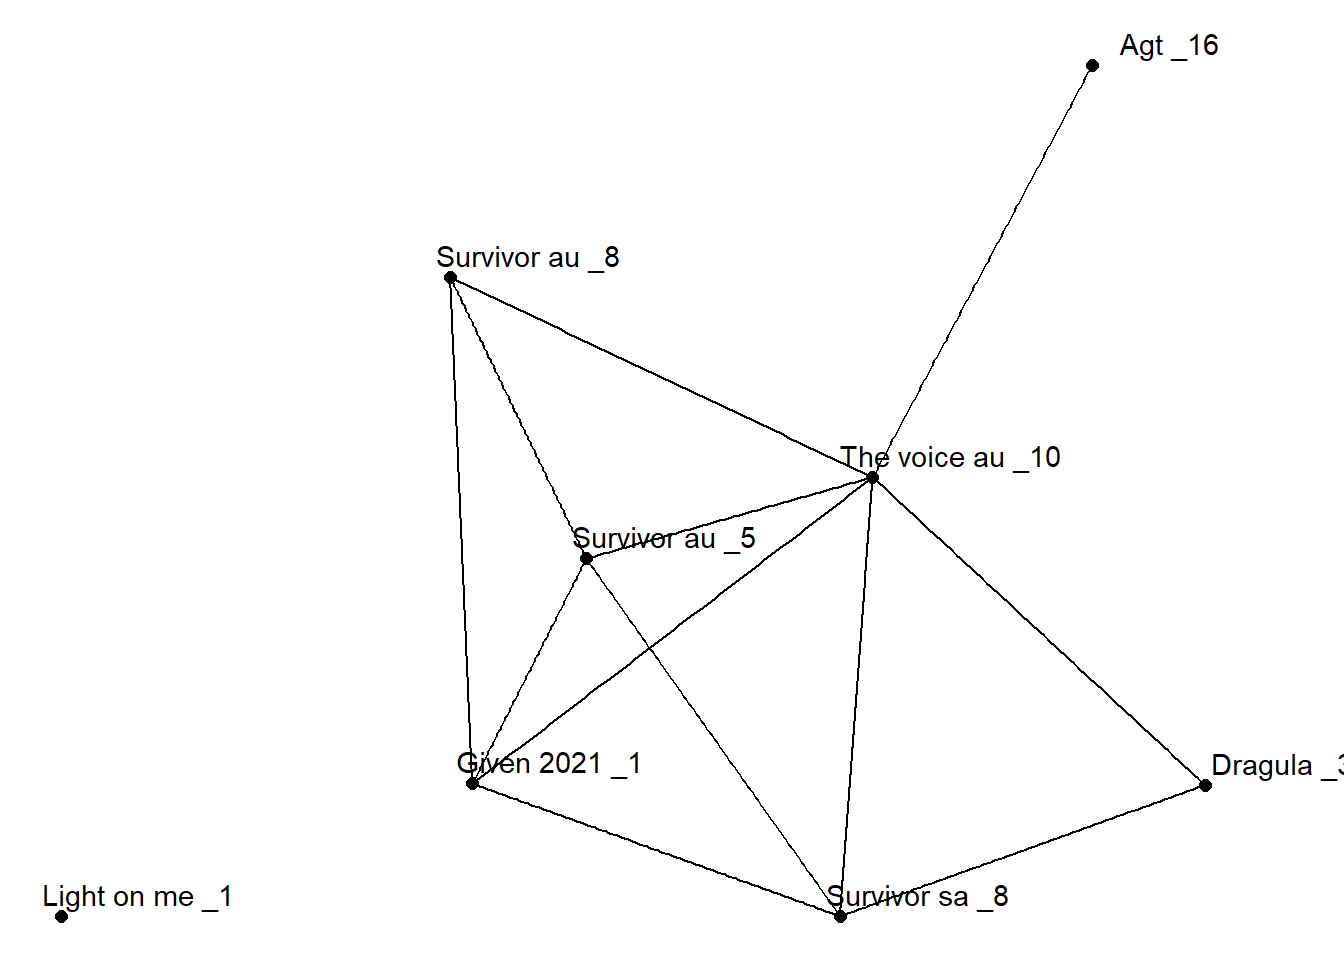 Agt _16
Survivor au _8
The voice au _10
Survivor au _5
Given 2021 _1
Dragula _3
Light on me _1
Survivor sa _8